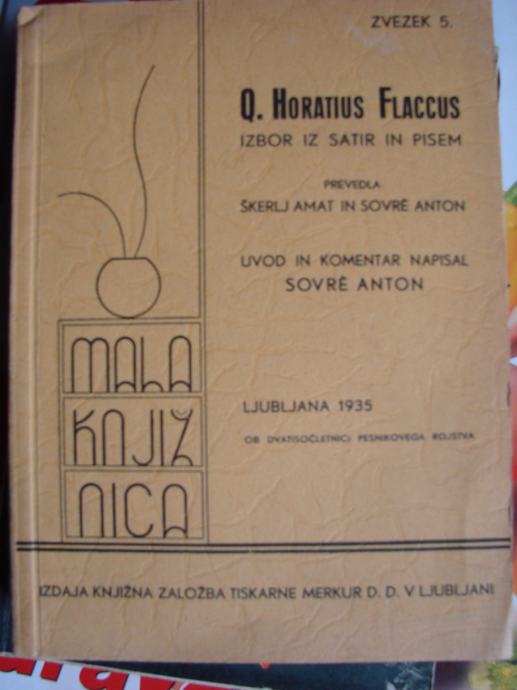 ZVEZEK 5.
Q. HORATIUS FLACCUS
IZBOR IZ SATIR IN PISEM
PREVEDLA
ŠKERLJ AMAT IN SOVRÈ ANTON
UVOD IN KOMENTAR NAPISAL
SOVRÈ ANTON
MALA
KNJIŽ
NICA
LJUBLJANA 1935
OB DVATISOČLETNICI PESNIKOVEGA ROJSTVA
IZDAJA KNJIŽNA ZALOŽBA TISKARNE MERKUR D. D. V LJUBLJANI